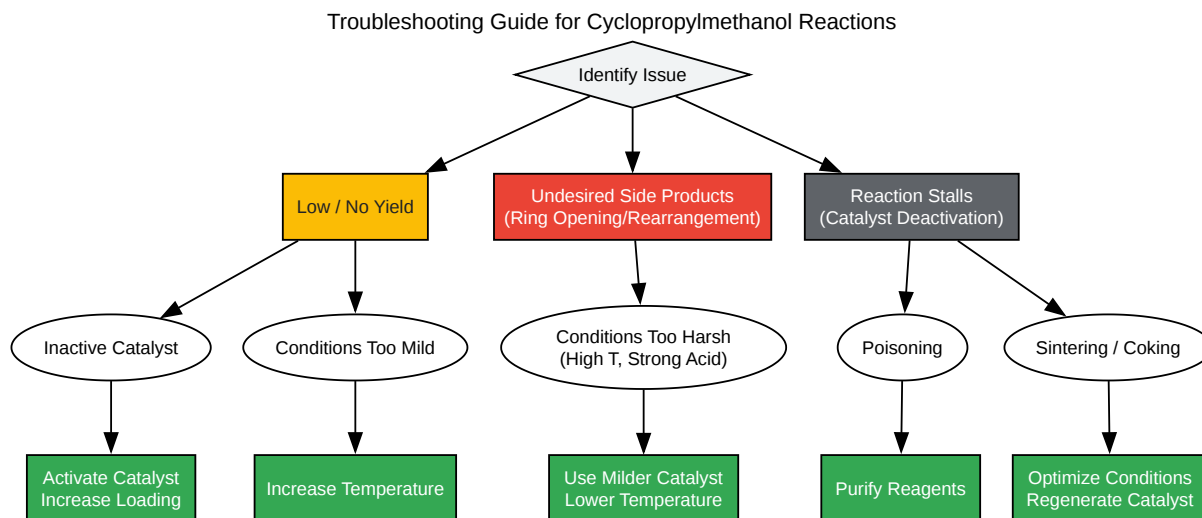 Troubleshooting Guide for Cyclopropylmethanol Reactions
Identify Issue
Low / No Yield
Undesired Side Products
(Ring Opening/Rearrangement)
Reaction Stalls
(Catalyst Deactivation)
Inactive Catalyst
Conditions Too Mild
Conditions Too Harsh
(High T, Strong Acid)
Poisoning
Sintering / Coking
Activate Catalyst
Increase Loading
Increase Temperature
Use Milder Catalyst
Lower Temperature
Purify Reagents
Optimize Conditions
Regenerate Catalyst